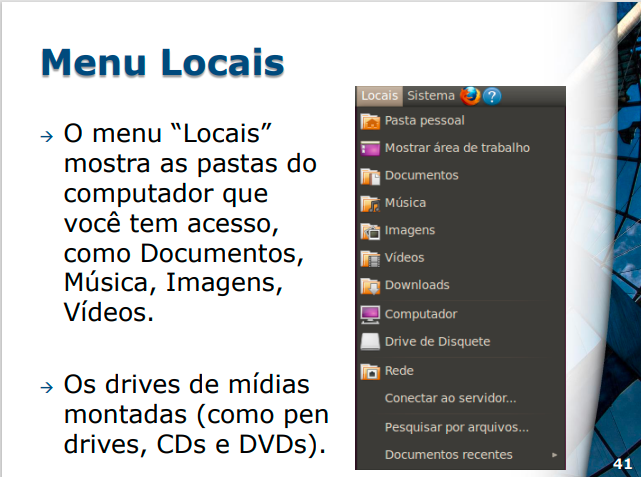 Menu Locais
→ O menu “Locais”
mostra as pastas do
computador que
você tem acesso,
como Documentos,
Música, Imagens,
Vídeos.
→ Os drives de mídias
montadas (como pen
drives, CDs e DVDs).
Locais Sistema ?
Pasta pessoal
Mostrar área de trabalho
Documentos
Música
Imagens
Vídeos
Downloads
Computador
Drive de Disquete
Rede
Conectar ao servidor...
Pesquisar por arquivos...
Documentos recentes
41